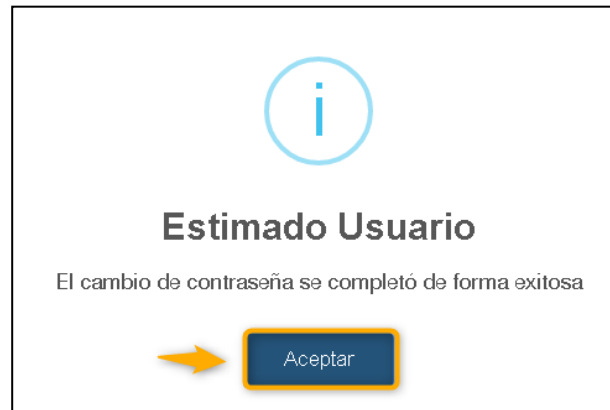 Estimado Usuario
El cambio de contraseña se completó de forma exitosa
Aceptar